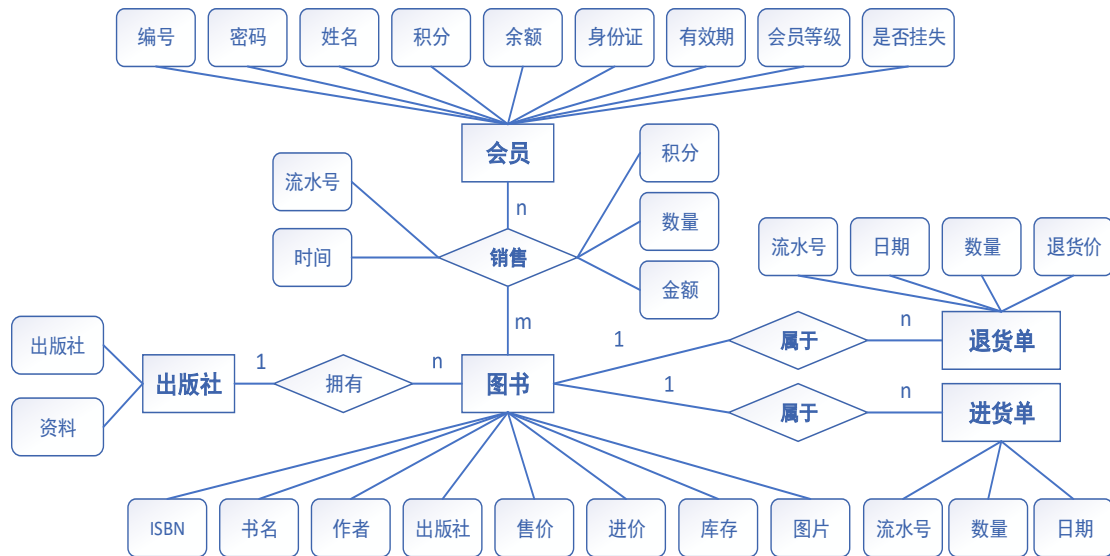 编号 密码 姓名 积分 余额 身份证 有效期 会员等级 是否挂失
会员
积分
流水号
n
数量
流水号 日期 数量 退货价
时间
销售
金额
m
n
出版社
1
属于
退货单
出版社
1
拥有
n
图书
1
属于
n
进货单
资料
ISBN 书名 作者 出版社 售价 进价 库存 图片 流水号 数量 日期